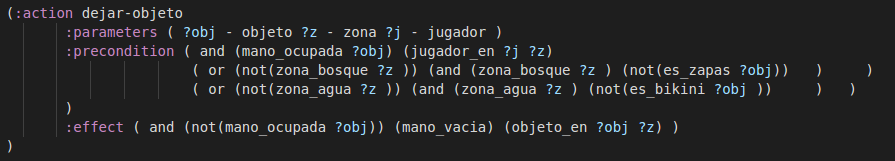 (:action dejar-objeto
:parameters ( ?obj - objeto ?z - zona ?j - jugador )
:precondition ( and (mano_ocupada ?obj) (jugador_en ?j ?z)
( or (not(zona_bosque ?z )) (and (zona_bosque ?z ) (not(es_zapas ?obj)) ) )
( or (not(zona_agua ?z )) (and (zona_agua ?z ) (not(es_bikini ?obj )) ) )
)
:effect ( and (not(mano_ocupada ?obj)) (mano_vacia) (objeto_en ?obj ?z) )
)